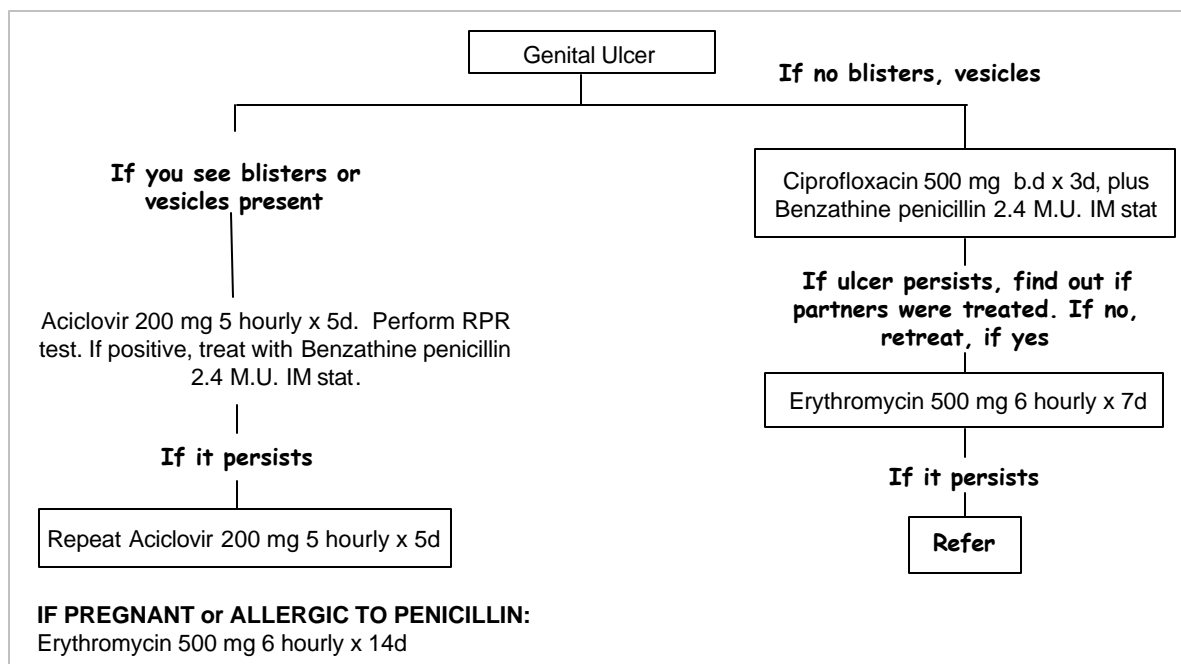 Genital Ulcer
If no blisters, vesicles
If you see blisters or
vesicles present
Aciclovir 200 mg 5 hourly x 5d. Perform RPR
test. If positive, treat with Benzathine penicillin
2.4 M.U. IM stat.
If it persists
Repeat Aciclovir 200 mg 5 hourly x 5d
Ciprofloxacin 500 mg b.d x 3d, plus
Benzathine penicillin 2.4 M.U. IM stat
If ulcer persists, find out if
partners were treated. If no,
retreat, if yes
Erythromycin 500 mg 6 hourly x 7d
If it persists
Refer
IF PREGNANT or ALLERGIC TO PENICILLIN:
Erythromycin 500 mg 6 hourly x 14d